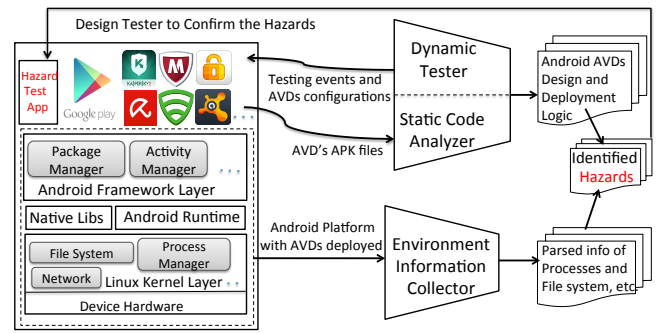 Design Tester to Confirm the Hazards
Hazard
Test
App
Google play
KASPERSKY
Testing events and
AVDs configurations
AVD's APK files
Dynamic
Tester
Static Code
Analyzer
Android AVDs
Design and
Deployment
Logic
Identified
Hazards
Package
Manager
Activity
Manager
...
Android Framework Layer
Native Libs
Android Runtime
File System
Process
Manager
Network
Linux Kernel Layer
Device Hardware
Android Platform
with AVDs deployed
Environment
Information
Collector
Parsed info of
Processes and
File system, etc